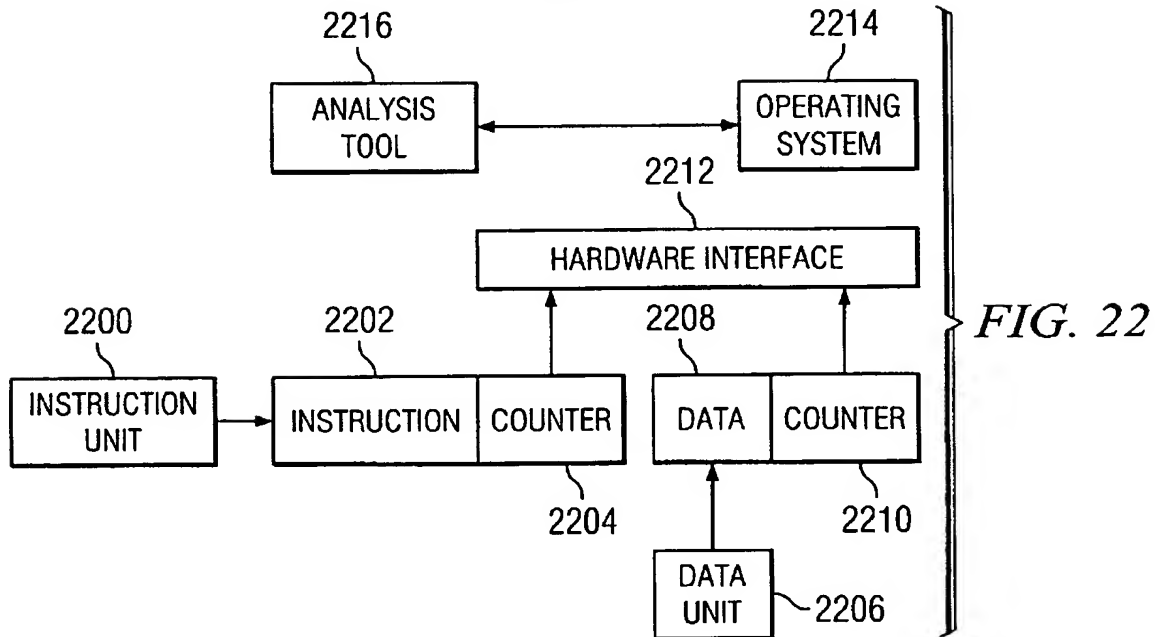 2216
2214
ANALYSIS
TOOL
OPERATING
SYSTEM
2212
HARDWARE INTERFACE
2200
2202
2208
FIG. 22
INSTRUCTION
UNIT
INSTRUCTION
COUNTER
DATA
COUNTER
2204
2210
DATA
UNIT
2206